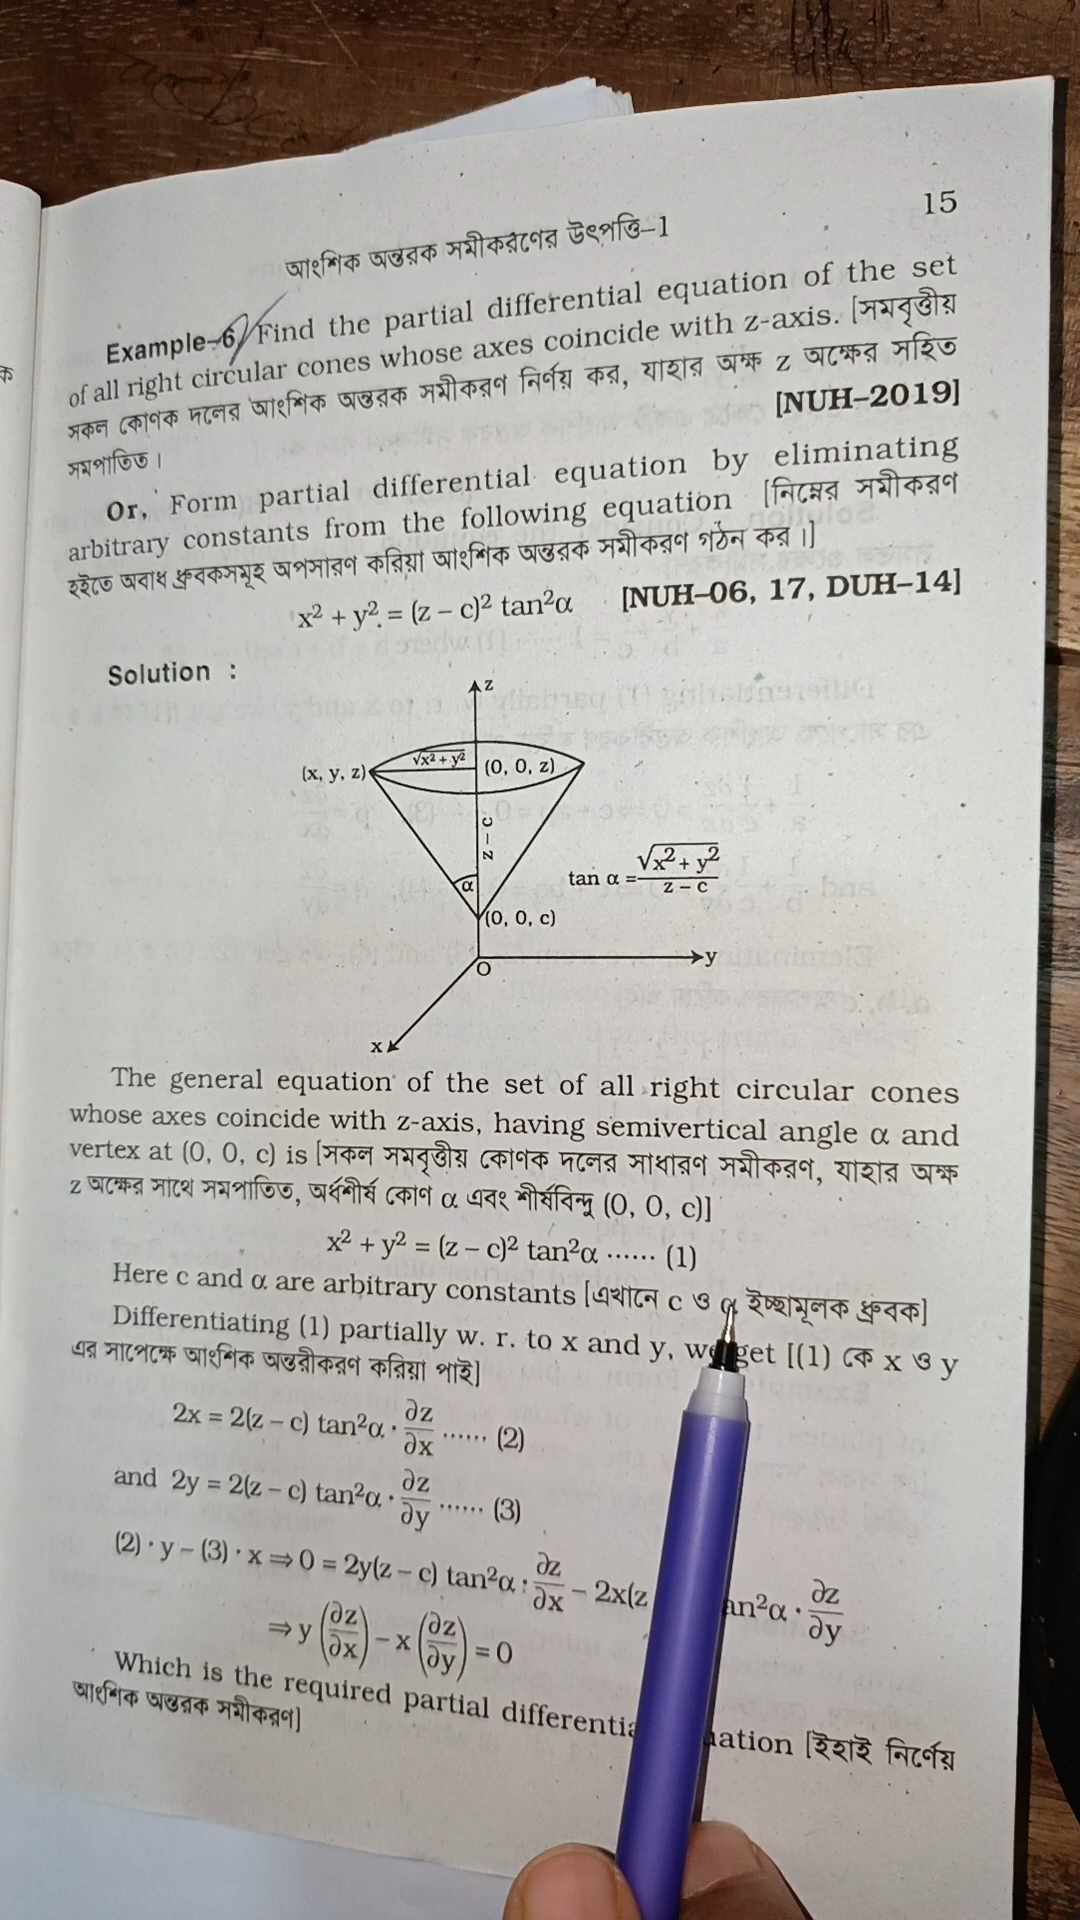 15
আংশিক অন্তরক সমীকরণের উৎপত্তি–1
Example–6. Find the partial differential equation of the set
of all right circular cones whose axes coincide with z-axis. [সমবৃত্তীয়
সকল কোণক দলের আংশিক অন্তরক সমীকরণ নির্ণয় কর, যাহার অক্ষ z অক্ষের সহিত
সমপাতিত।
[NUH–2019]
Or, Form partial differential equation by eliminating
arbitrary constants from the following equation [নিম্নের সমীকরণ
হইতে অবাধ ধ্রুবকসমূহ অপসারণ করিয়া আংশিক অন্তরক সমীকরণ গঠন কর।]
x² + y² = (z – c)² tan²α [NUH–06, 17, DUH–14]
Solution :
z
(x, y, z) √x² + y² (0, 0, z)
z – c
α
tan α = √x² + y² / z – c
(0, 0, c)
O y
x
The general equation of the set of all right circular cones
whose axes coincide with z-axis, having semivertical angle α and
vertex at (0, 0, c) is [সকল সমবৃত্তীয় কোণক দলের সাধারণ সমীকরণ, যাহার অক্ষ
z অক্ষের সাথে সমপাতিত, অর্ধশীর্ষ কোণ α এবং শীর্ষবিন্দু (0, 0, c)]
x² + y² = (z – c)² tan²α ...... (1)
Here c and α are arbitrary constants [এখানে c ও α ইচ্ছামূলক ধ্রুবক]
Differentiating (1) partially w. r. to x and y, we get [(1) কে x ও y
এর সাপেক্ষে আংশিক অন্তরীকরণ করিয়া পাই]
2x = 2(z – c) tan²α · ∂z/∂x ...... (2)
and 2y = 2(z – c) tan²α · ∂z/∂y ...... (3)
(2) · y – (3) · x ⇒ 0 = 2y(z – c) tan²α · ∂z/∂x – 2x(z an²α · ∂z/∂y
⇒ y (∂z/∂x) – x (∂z/∂y) = 0
Which is the required partial differentia ation [ইহাই নির্ণেয়
আংশিক অন্তরক সমীকরণ]